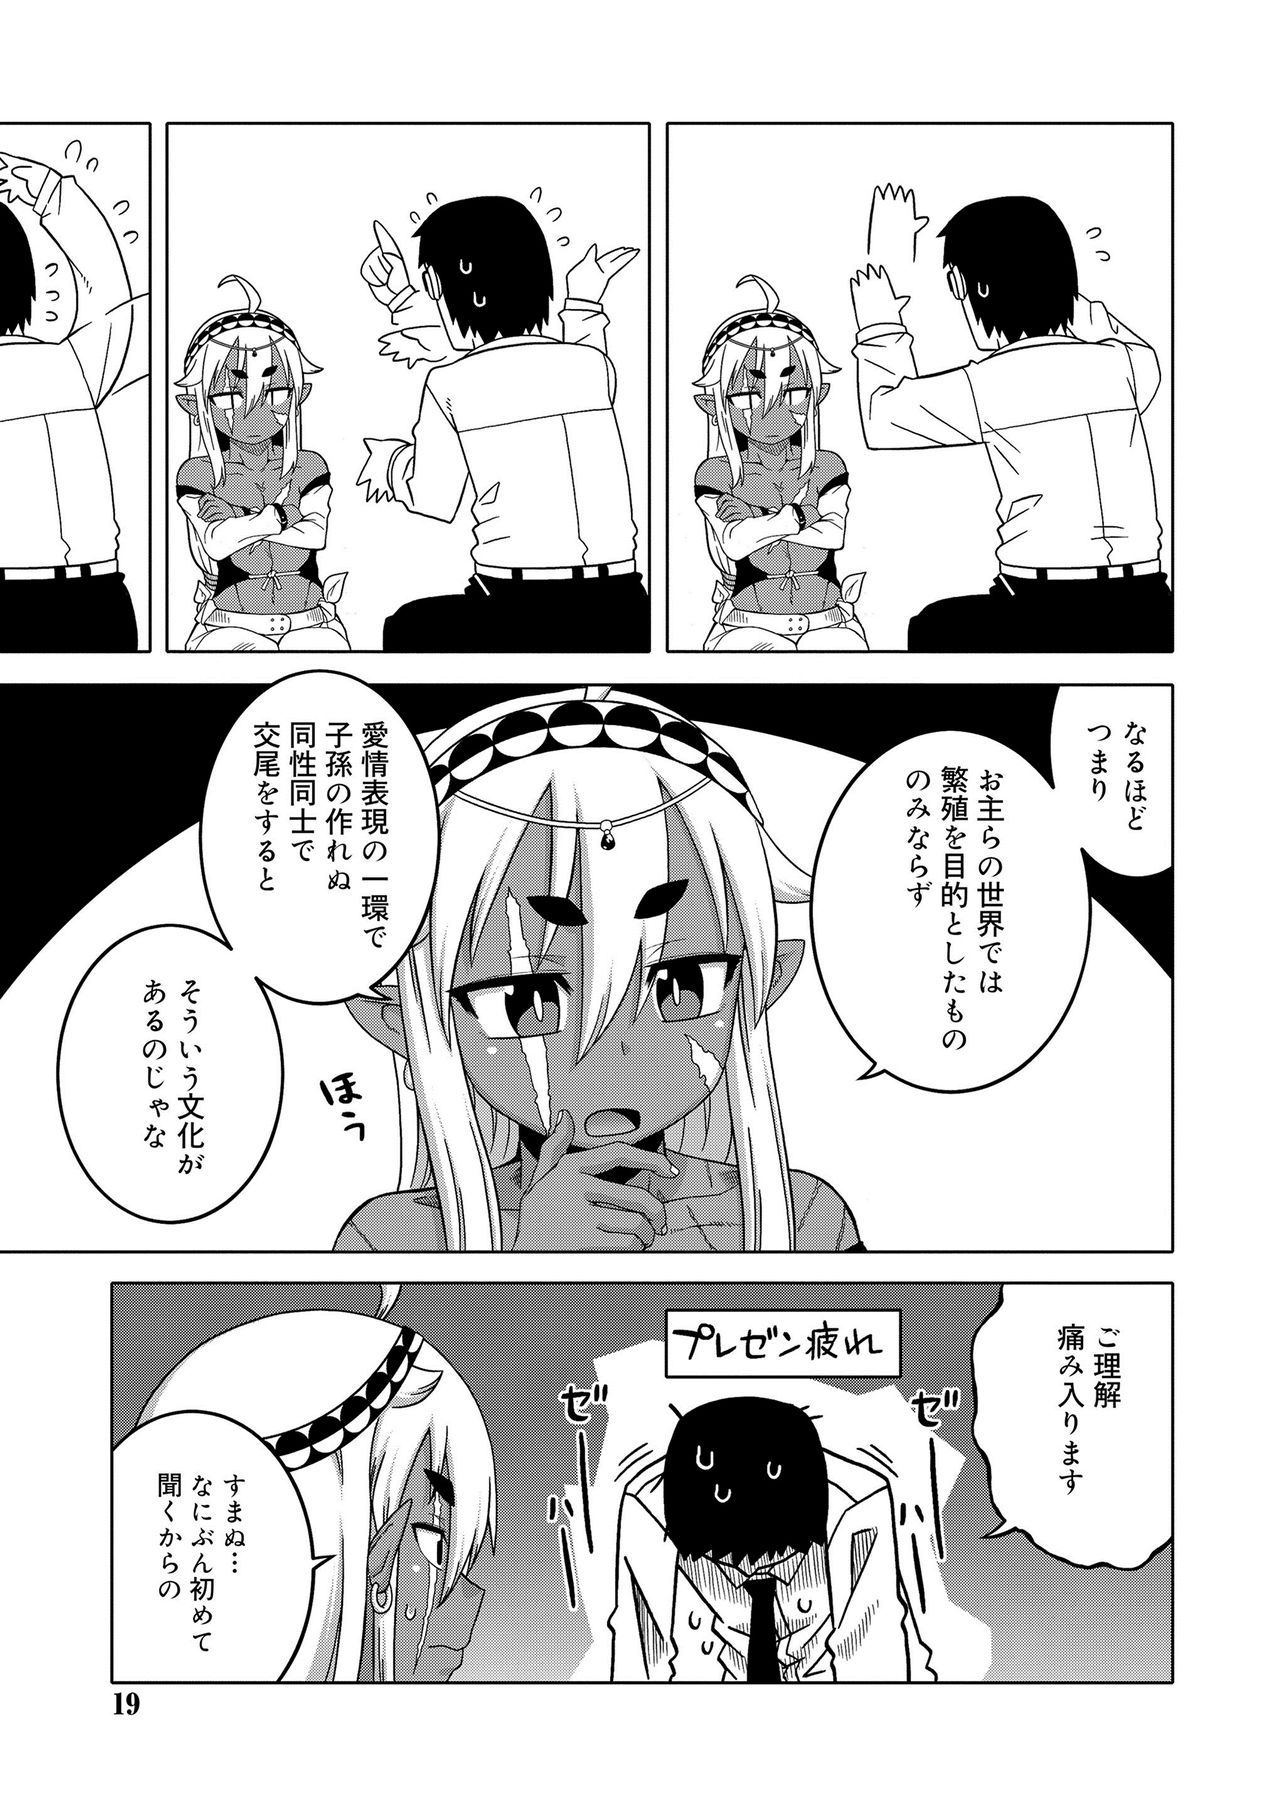 なるほど
つまり
お主らの世界では
繁殖を目的としたもの
のみならず
愛情表現の一環で
子孫の作れぬ
同性同士で
交尾をすると
そういう文化が
あるのじゃな
ほう
ご理解
痛み入ります
プレゼン疲れ
ゼハ
ゼハ
すまぬ…
なにぶん初めて
聞くからの
19